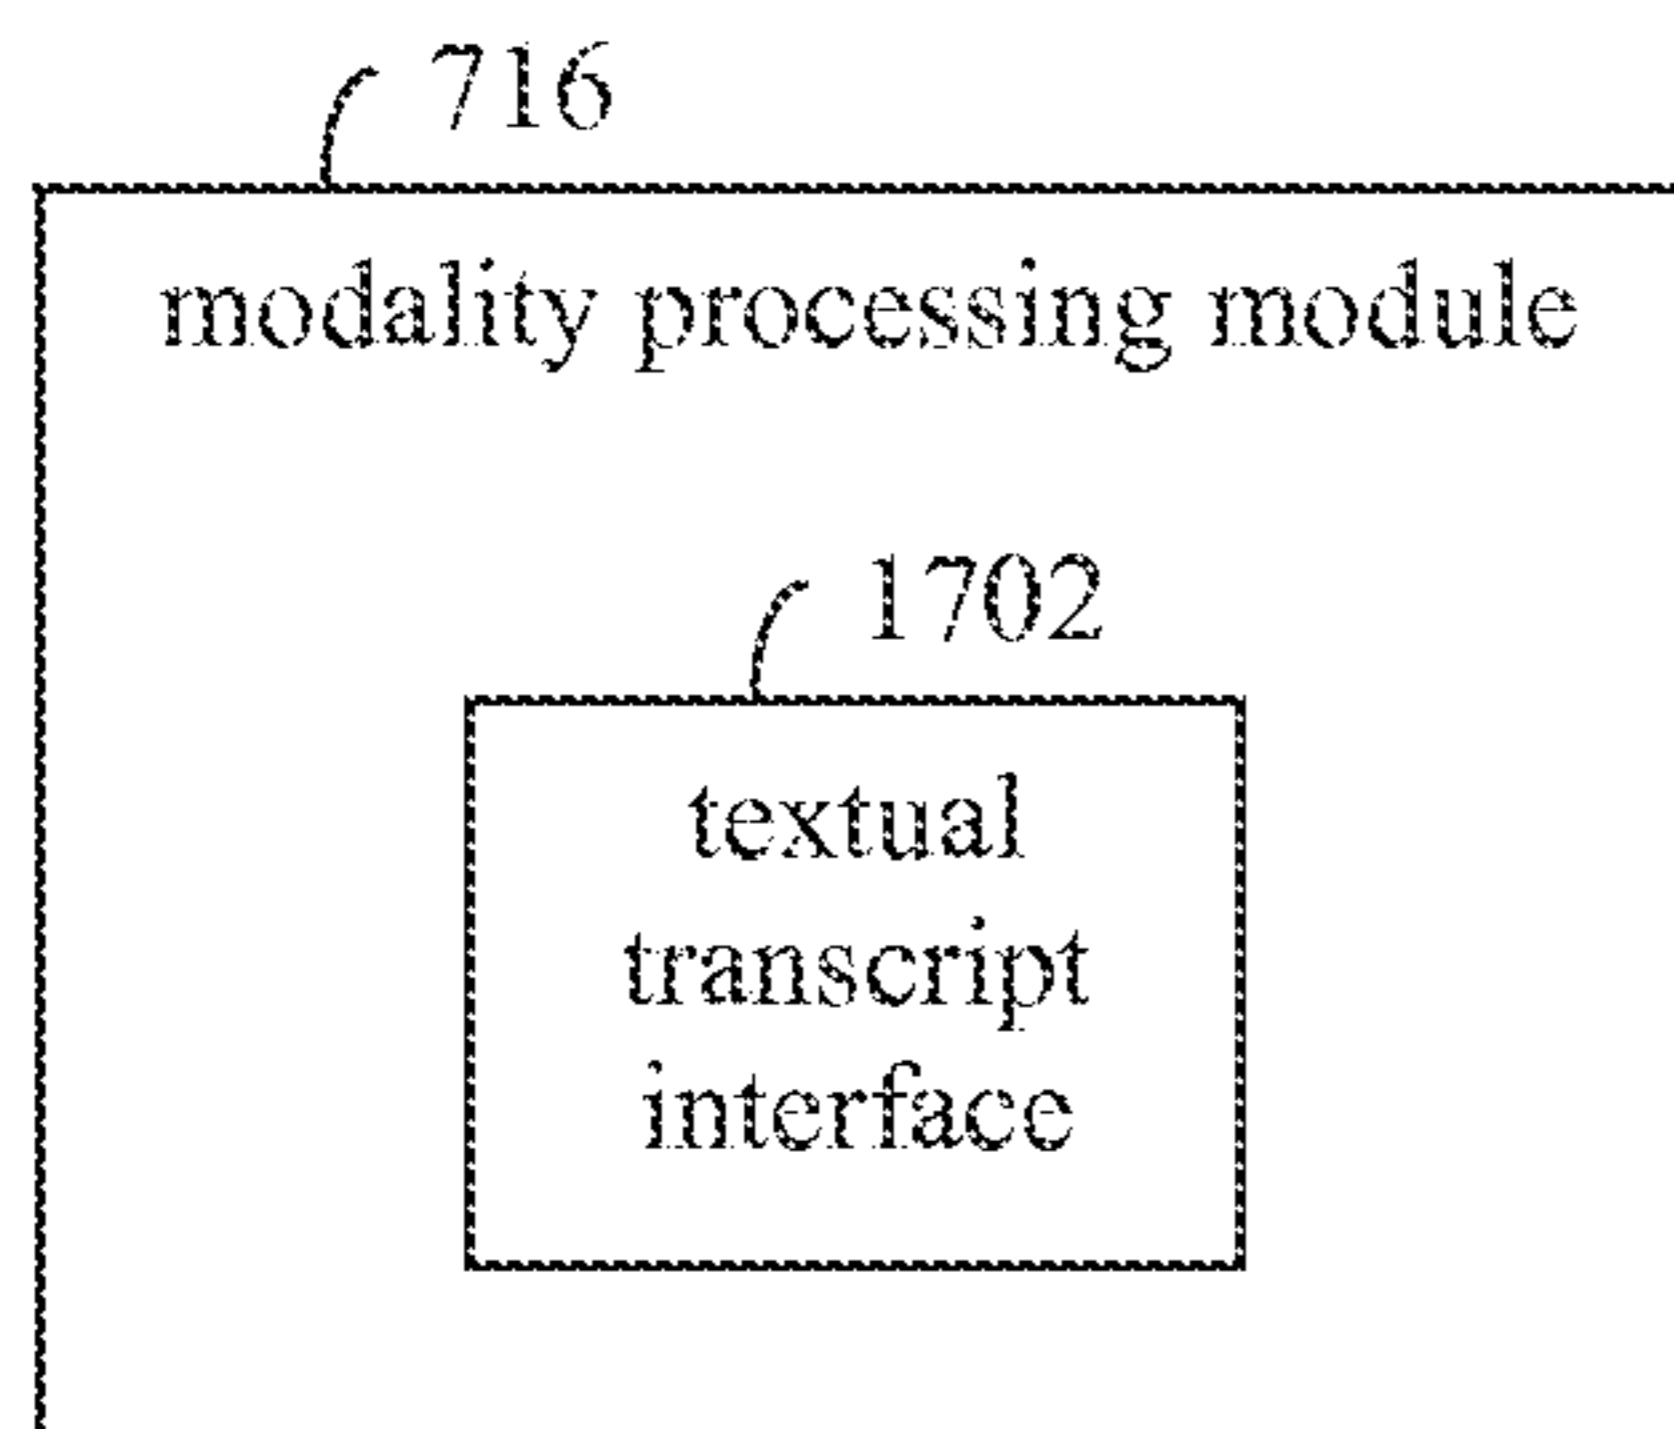 716
modality processing module
1702
textual
transcript
interface